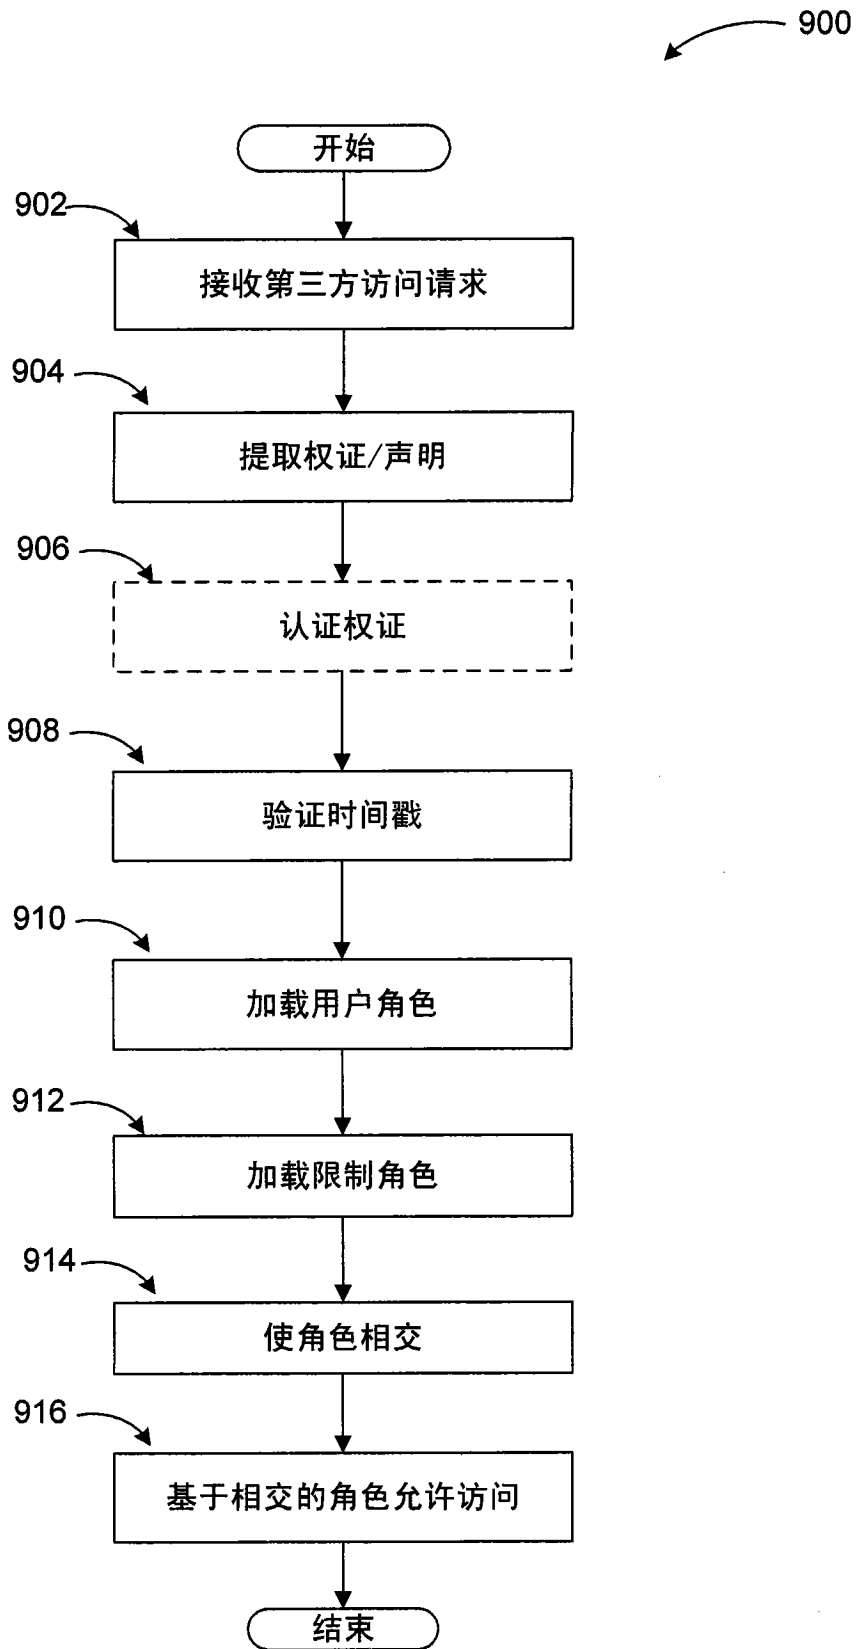 900
开始
902
接收第三方访问请求
904
提取权证/声明
906
认证权证
908
验证时间戳
910
加载用户角色
912
加载限制角色
914
使角色相交
916
基于相交的角色允许访问
结束